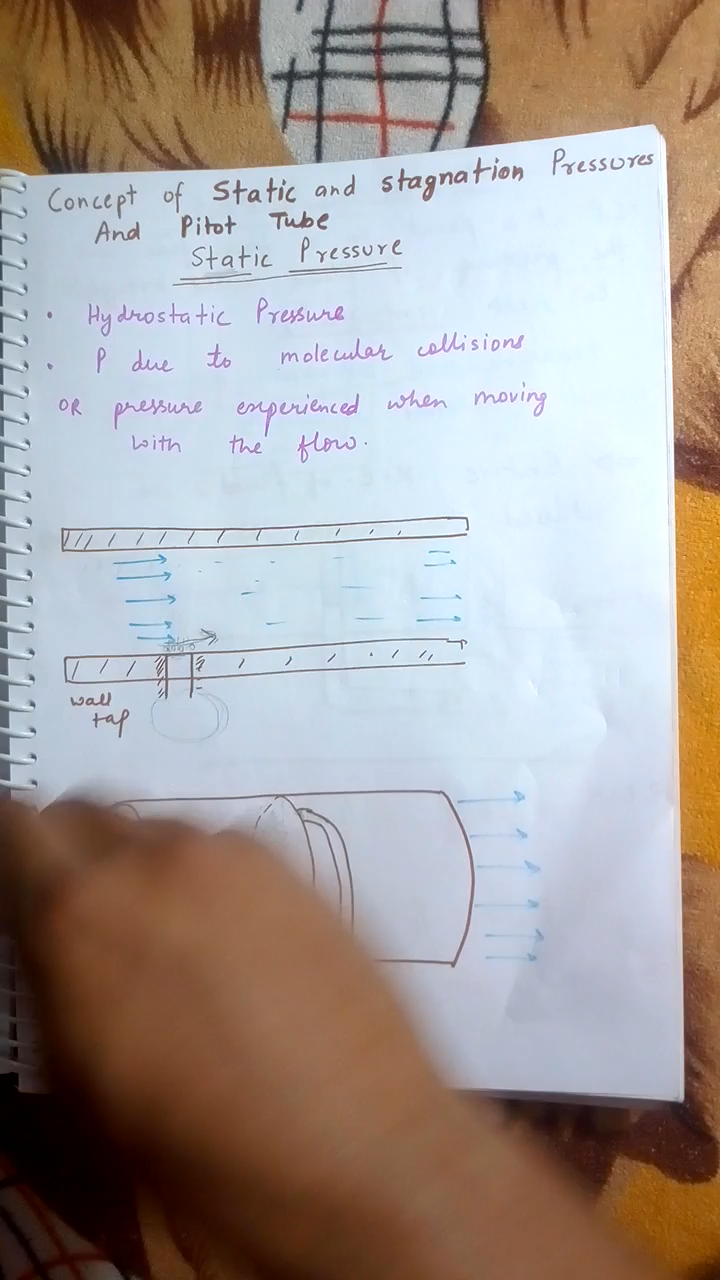 Concept of Static and stagnation Pressures
And Pitot Tube
Static Pressure
• Hydrostatic Pressure
• P due to molecular collisions
OR pressure experienced when moving
with the flow.
wall
tap